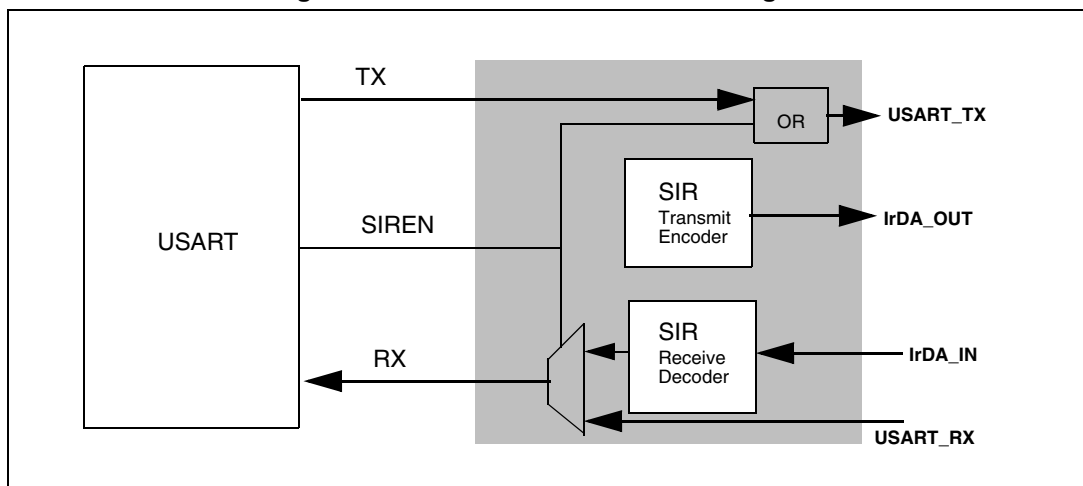 TX
OR
USART_TX
SIR
Transmit
Encoder
IrDA_OUT
USART
SIREN
SIR
Receive
Decoder
IrDA_IN
RX
USART_RX